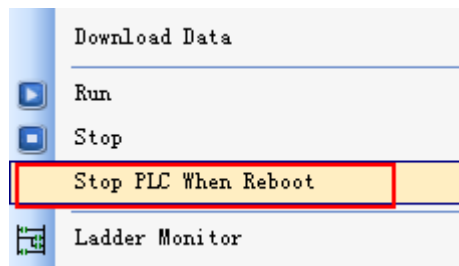 Download Data
Run
Stop
Stop PLC When Reboot
Ladder Monitor